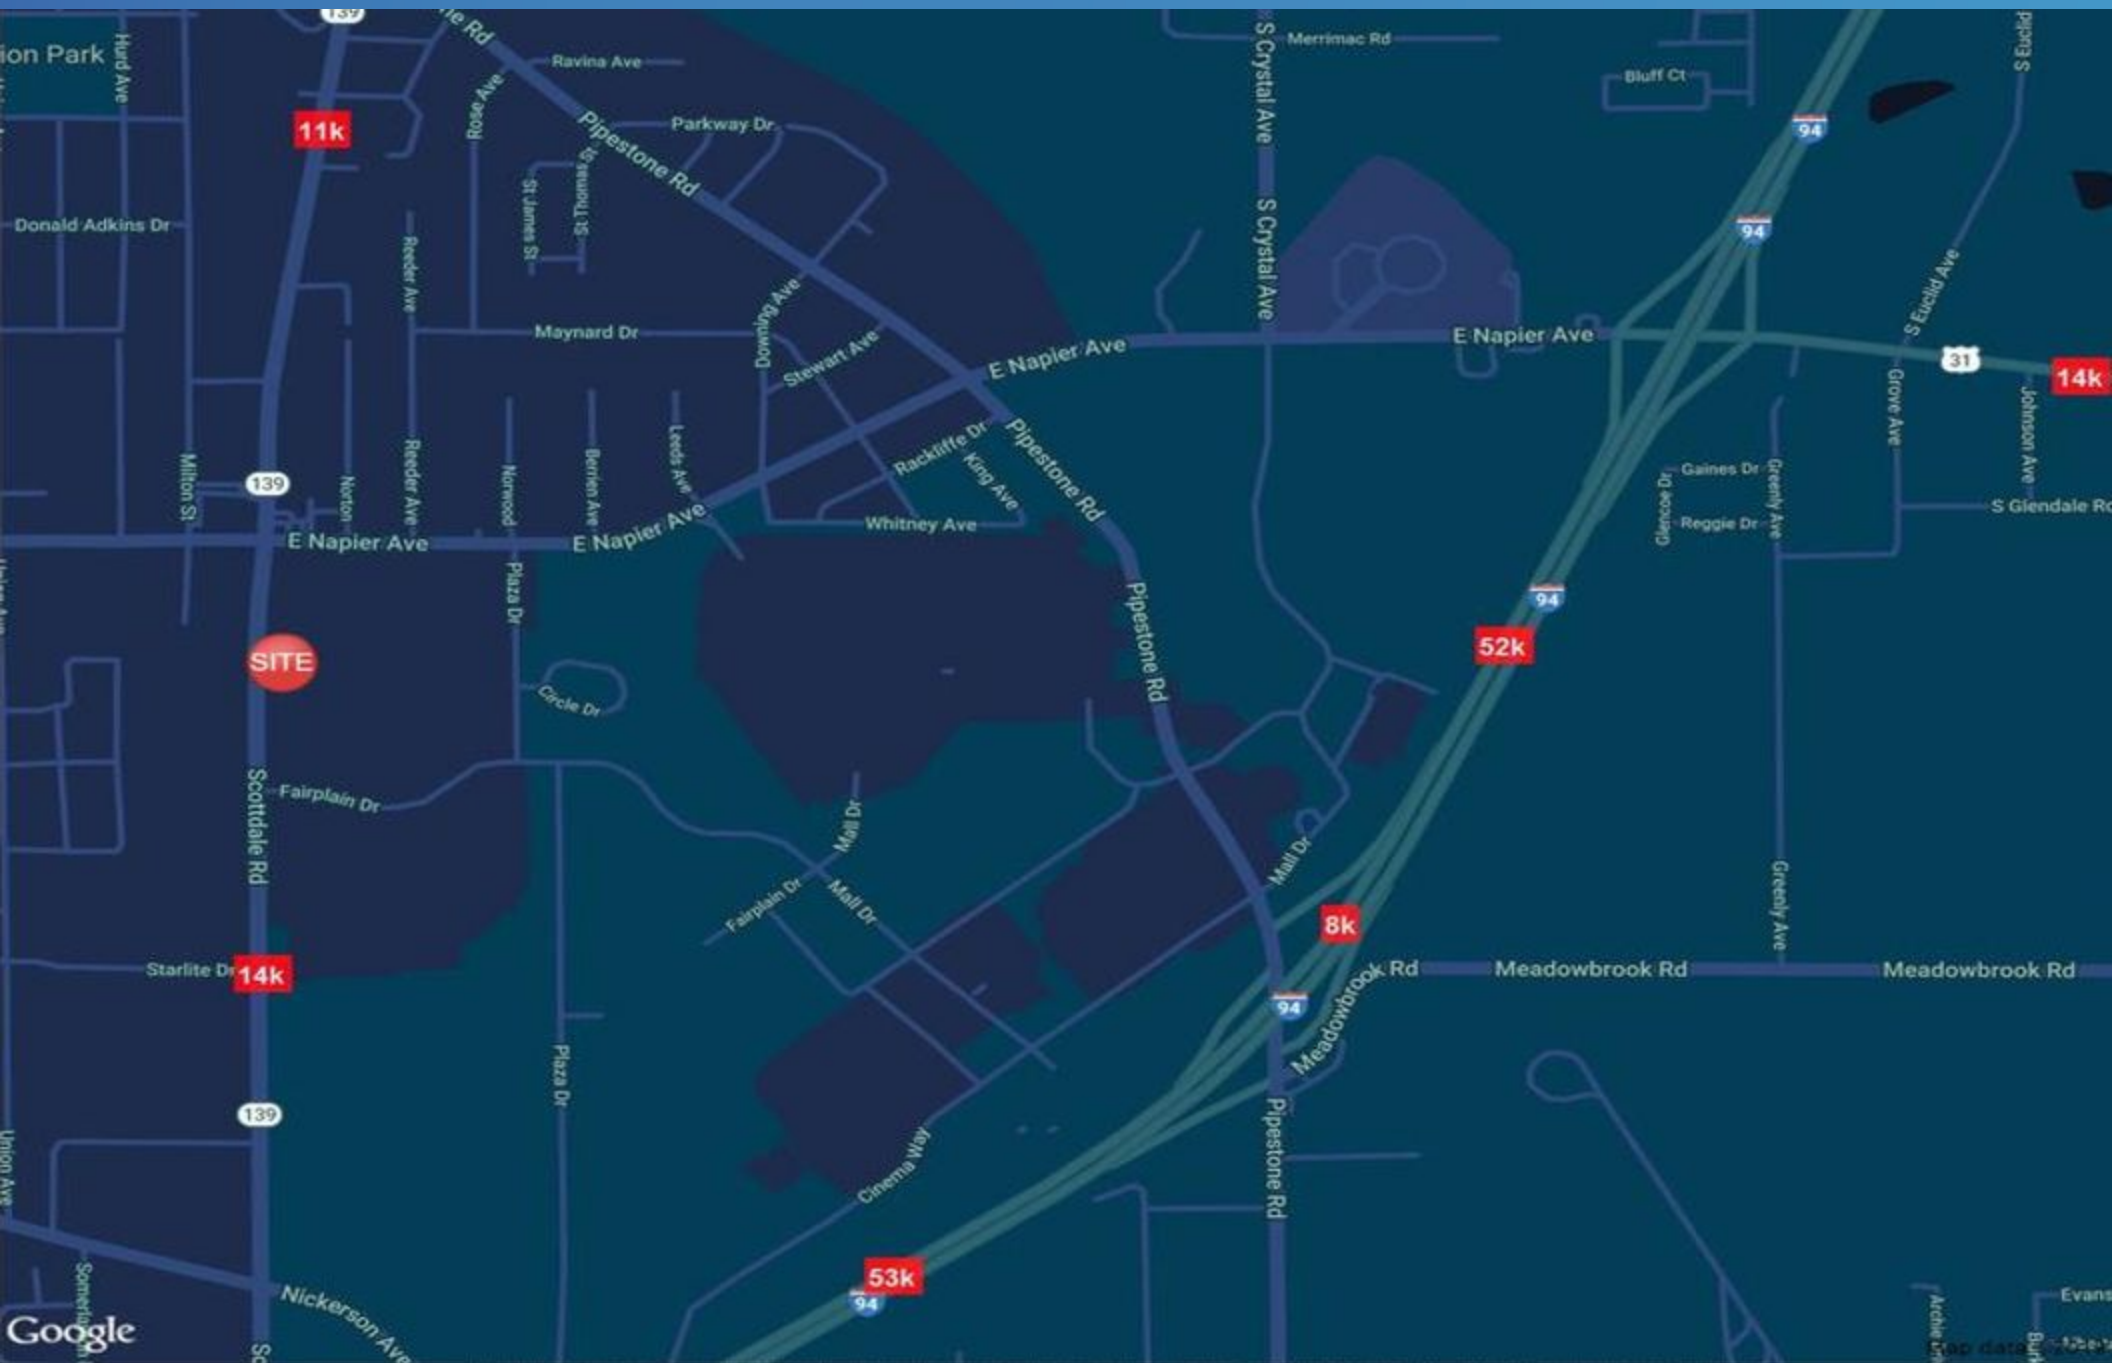 139
ion Park
Hurd Ave
ne Rd
Ravina Ave
Rose Ave
11k
Pipestone Rd
Parkway Dr
St James St
St Thomas St
Donald Adkins Dr
Reeder Ave
Maynard Dr
Downing Ave
Stewart Ave
S Crystal Ave
Merrimac Rd
Bluff Ct
S Euclid
94
94
S Crystal Ave
S Euclid Ave
E Napier Ave
E Napier Ave
31
14k
Grove Ave
Johnson Ave
Milton St
139
Norton
Reeder Ave
Norwood
Berrien Ave
Leeds Ave
Rackliffe Dr
King Ave
Pipestone Rd
Whitney Ave
E Napier Ave
E Napier Ave
Glencoe Dr
Gaines Dr
Reggie Dr
Greenly Ave
S Glendale Rd
Plaza Dr
94
52k
SITE
Circle Dr
Pipestone Rd
Scottdale Rd
Fairplain Dr
Mall Dr
Fairplain Dr
Mall Dr
Mall Dr
8k
Greenly Ave
Starlite Dr
14k
Meadowbrook Rd
Meadowbrook Rd
Meadowbrook Rd
94
139
Plaza Dr
Union Ave
Cinema Way
Pipestone Rd
53k
94
Nickerson Ave
Sc
Google
Archie
Evans
Map data